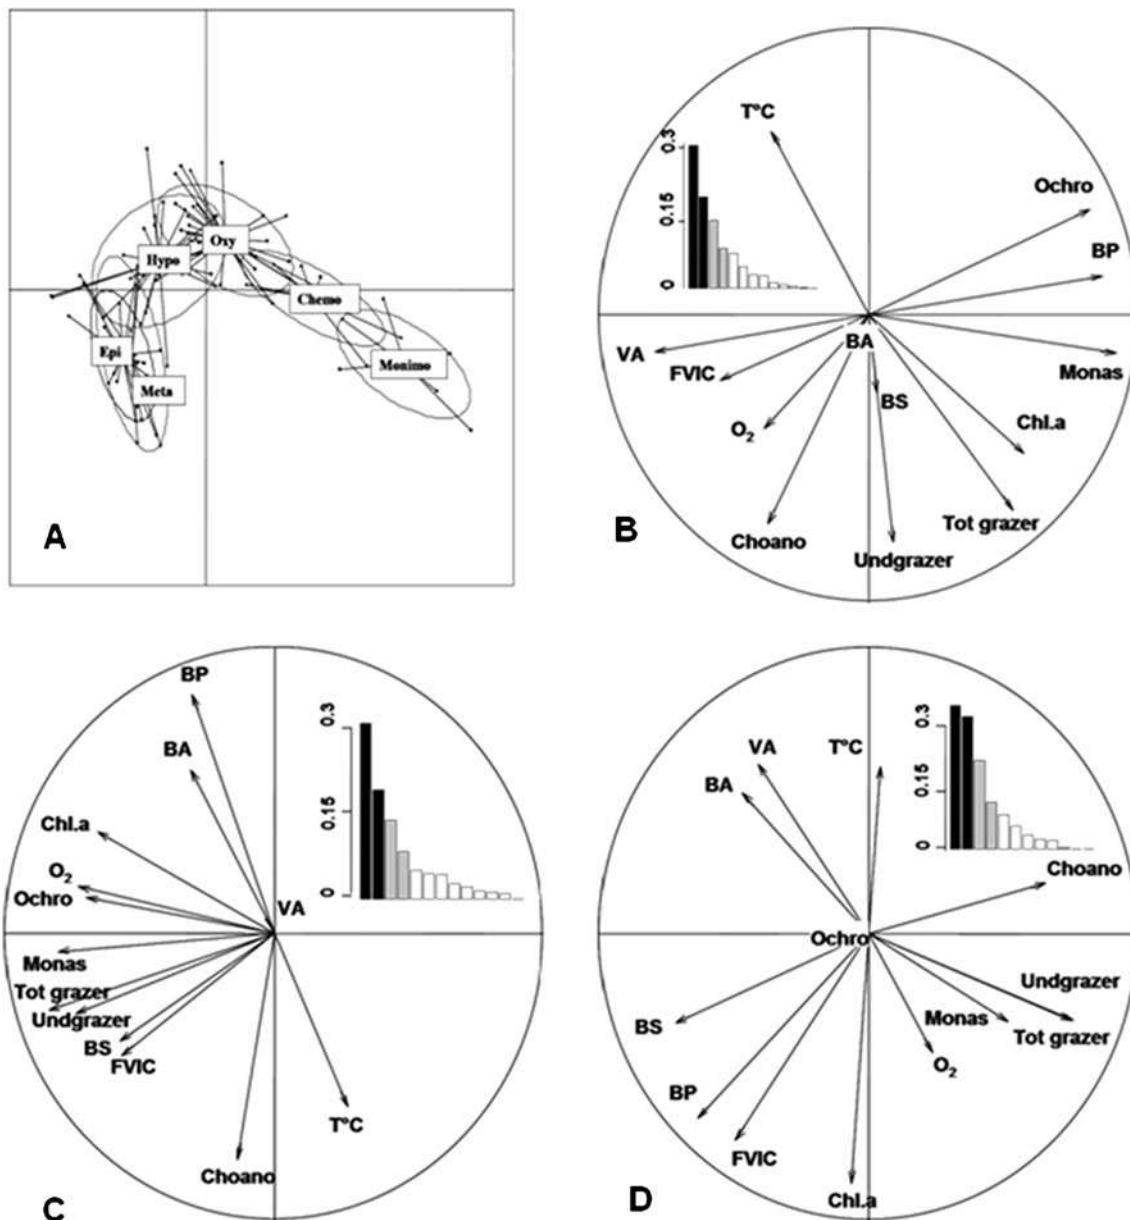 Oxy
Hypo
Chemo
Epi
Monimo
Meta
A
T°C
0.3
0.15
0
Ochro
BP
VA
FVIC
BA
Monas
BS
O₂
Chl.a
Choano
Tot grazer
Undgrazer
B
BP
BA
0.3
0.15
0
Chl.a
O₂
Ochro
VA
Monas
Tot grazer
Undgrazer
BS
FVIC
T°C
Choano
C
VA
T°C
BA
0.3
0.15
0
Choano
Ochro
Undgrazer
BS
Monas
Tot grazer
O₂
BP
FVIC
Chl.a
D